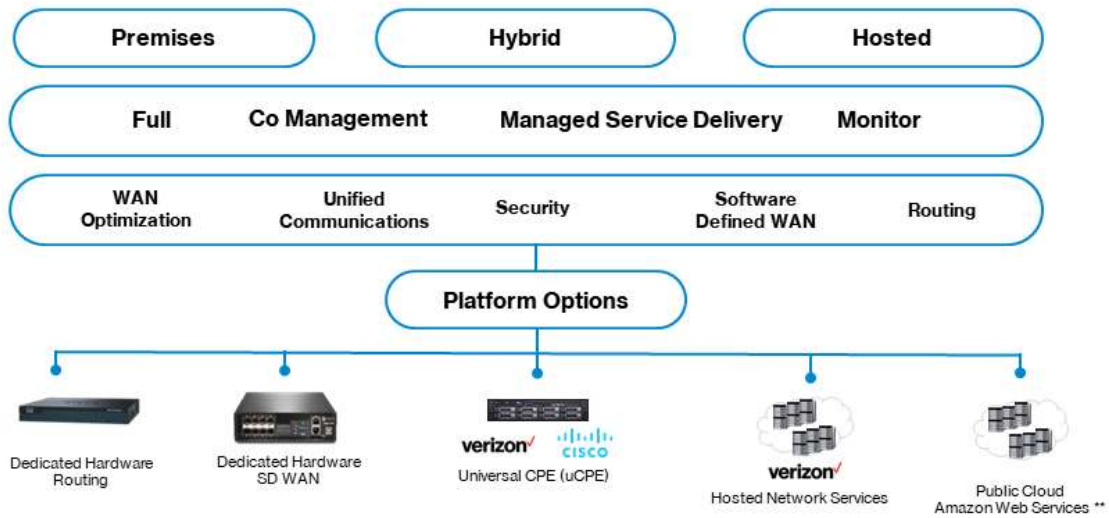 Premises
Hybrid
Hosted
Full
Co Management
Managed Service Delivery
Monitor
WAN
Optimization
Unified
Communications
Security
Software
Defined WAN
Routing
Platform Options
Dedicated Hardware
Routing
Dedicated Hardware
SD WAN
verizon✓
CISCO
Universal CPE (uCPE)
verizon✓
Hosted Network Services
Public Cloud
Amazon Web Services **